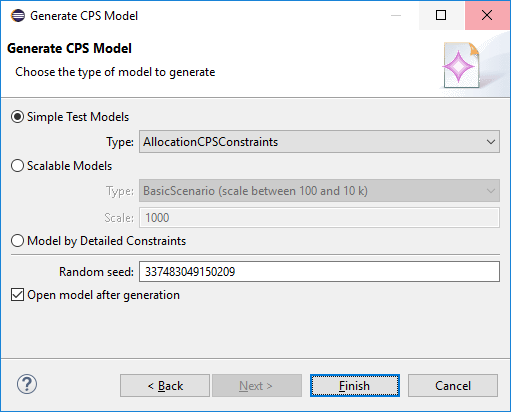 Generate CPS Model
Generate CPS Model
Choose the type of model to generate
Simple Test Models
Type: AllocationCPSConstraints
Scalable Models
Type: BasicScenario (scale between 100 and 10 k)
Scale: 1000
Model by Detailed Constraints
Random seed: 337483049150209
Open model after generation
? < Back Next > Finish Cancel